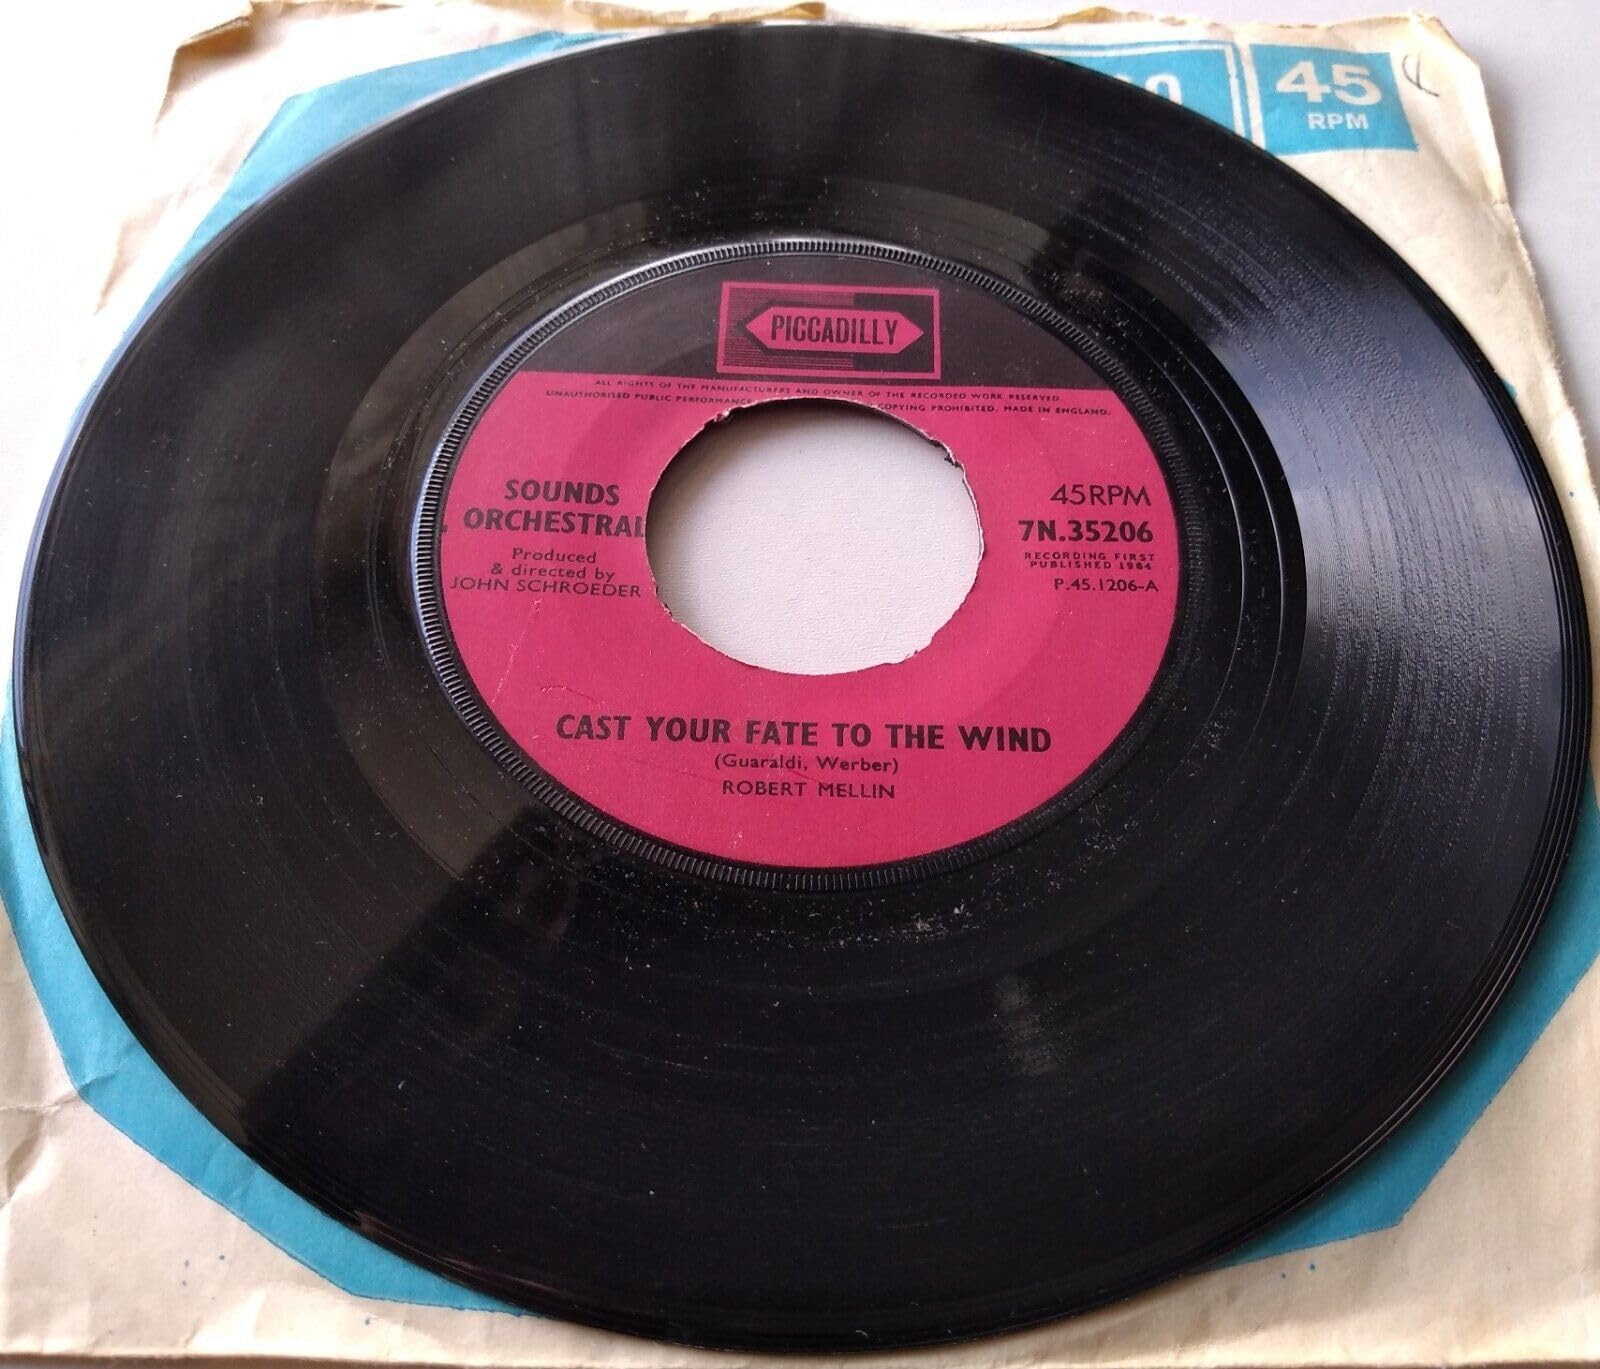 45
RPM
PICCADILLY
ALL RIGHTS OF THE MANUFACTURERS AND OWNER OF THE RECORDED WORK RESERVED.
UNAUTHORISED PUBLIC PERFORMANCE COPYING PROHIBITED. MADE IN ENGLAND.
SOUNDS
ORCHESTRAL
Produced
& directed by
JOHN SCHROEDER
45RPM
7N.35206
RECORDING FIRST
PUBLISHED 1964
P.45.1206-A
CAST YOUR FATE TO THE WIND
(Guaraldi, Werber)
ROBERT MELLIN